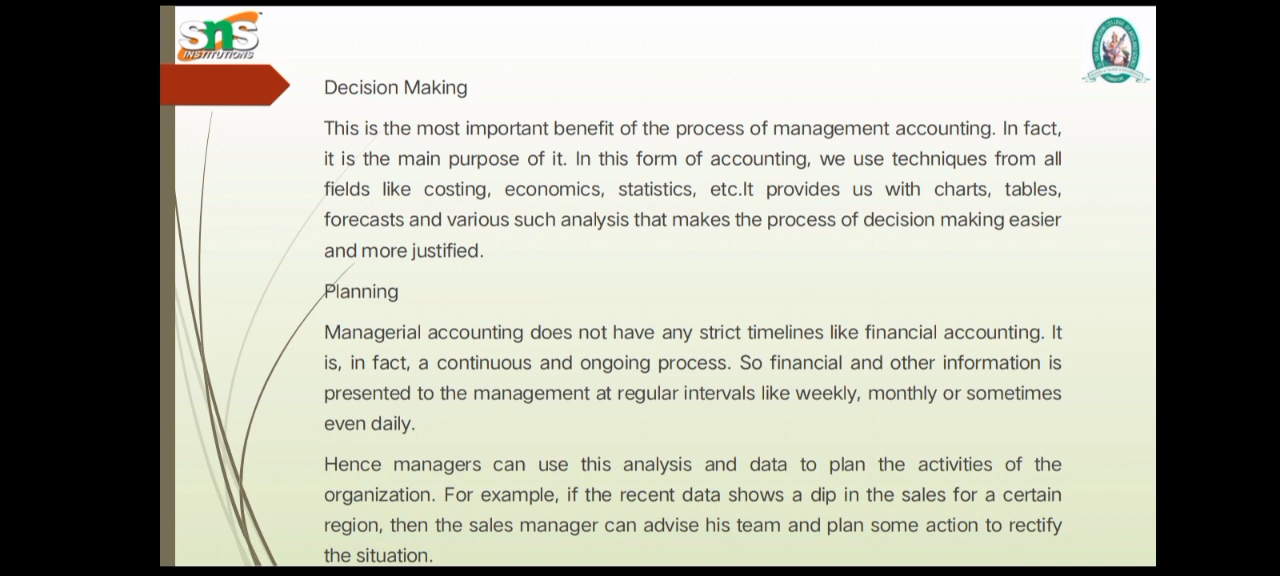 sns
INSTITUTIONS
Decision Making
This is the most important benefit of the process of management accounting. In fact,
it is the main purpose of it. In this form of accounting, we use techniques from all
fields like costing, economics, statistics, etc.It provides us with charts, tables,
forecasts and various such analysis that makes the process of decision making easier
and more justified.
Planning
Managerial accounting does not have any strict timelines like financial accounting. It
is, in fact, a continuous and ongoing process. So financial and other information is
presented to the management at regular intervals like weekly, monthly or sometimes
even daily.
Hence managers can use this analysis and data to plan the activities of the
organization. For example, if the recent data shows a dip in the sales for a certain
region, then the sales manager can advise his team and plan some action to rectify
the situation.